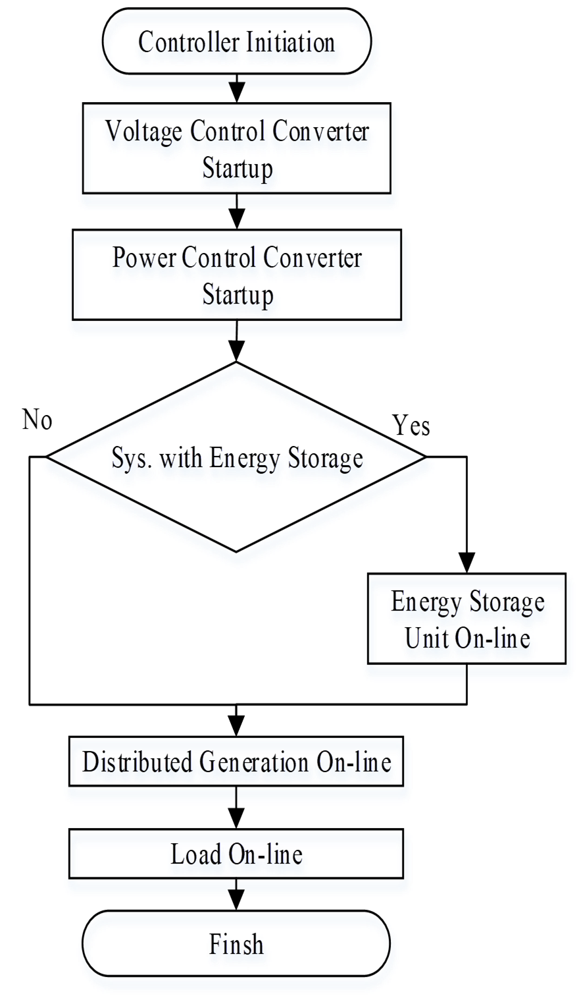 Controller Initiation
Voltage Control Converter
Startup
Power Control Converter
Startup
No
Yes
Sys. with Energy Storage
Energy Storage
Unit On-line
Distributed Generation On-line
Load On-line
Finsh